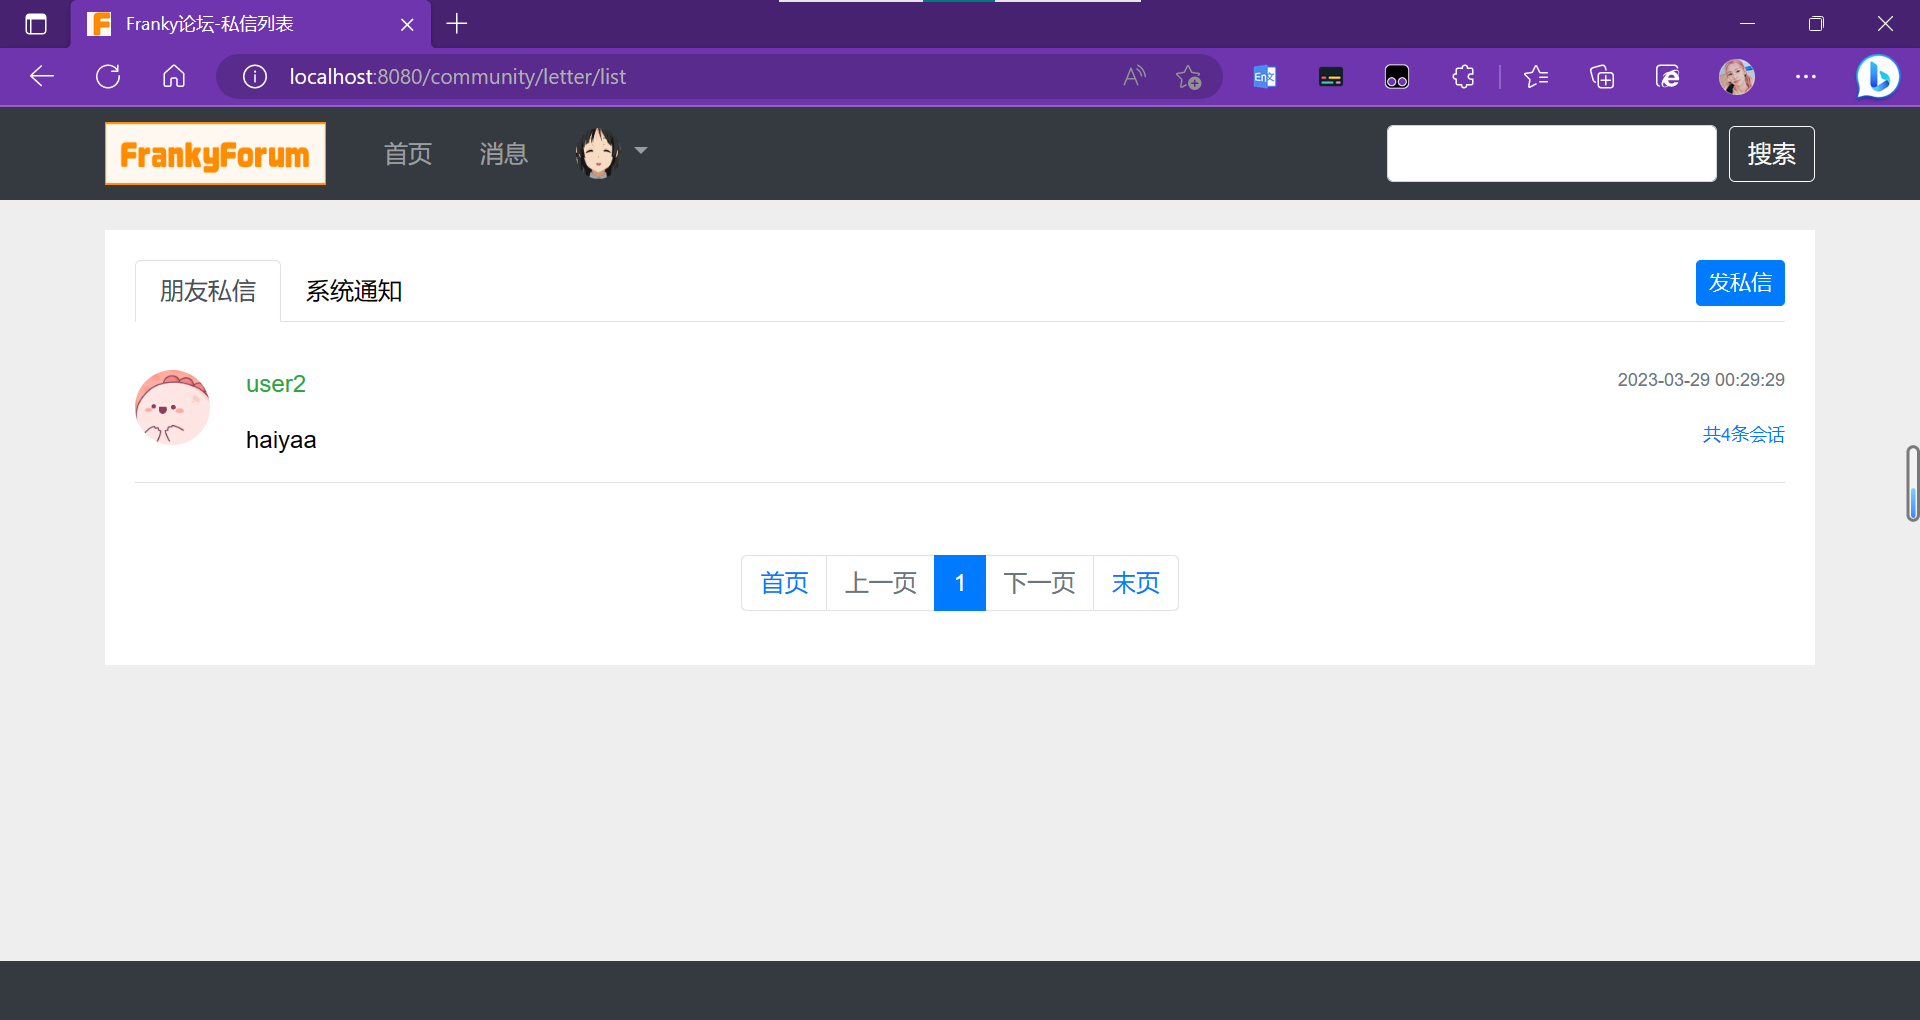 Franky论坛-私信列表
localhost:8080/community/letter/list
FrankyForum 首页 消息 搜索
朋友私信 系统通知 发私信
user2 2023-03-29 00:29:29
haiyaa 共4条会话
首页 上一页 1 下一页 末页